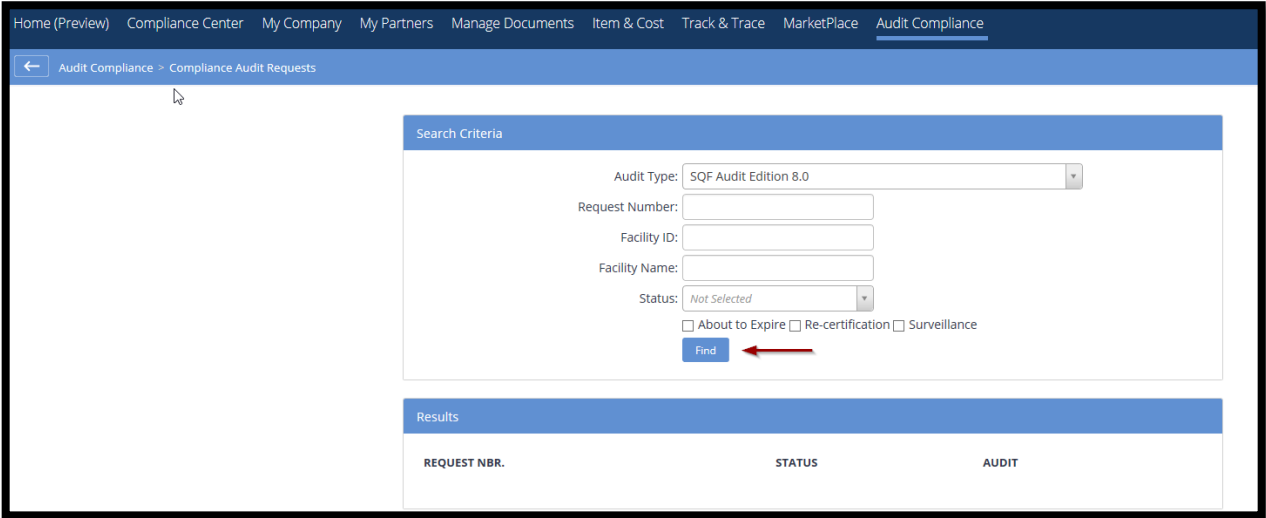 Home (Preview) Compliance Center My Company My Partners Manage Documents Item & Cost Track & Trace MarketPlace Audit Compliance
Audit Compliance > Compliance Audit Requests
Search Criteria
Audit Type: SQF Audit Edition 8.0
Request Number:
Facility ID:
Facility Name:
Status: Not Selected
About to Expire Re-certification Surveillance
Find
Results
REQUEST NBR. STATUS AUDIT